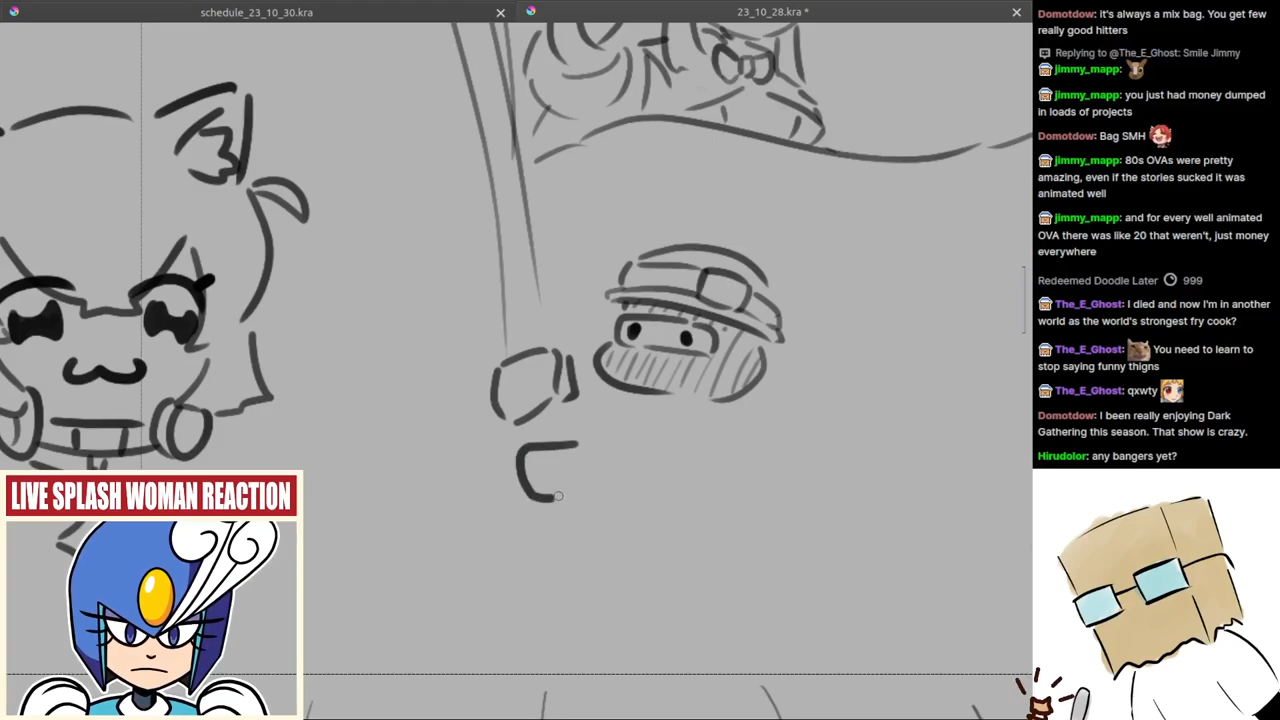 schedule_23_10_30.kra
23_10_28.kra *
Domotdow: it's always a mix bag. You get few
really good hitters
Replying to @The_E_Ghost: Smile Jimmy
jimmy_mapp:
jimmy_mapp: you just had money dumped
in loads of projects
Domotdow: Bag SMH
jimmy_mapp: 80s OVAs were pretty
amazing, even if the stories sucked it was
animated well
jimmy_mapp: and for every well animated
OVA there was like 20 that weren't, just money
everywhere
Redeemed Doodle Later 999
The_E_Ghost: I died and now I'm in another
world as the world's strongest fry cook?
The_E_Ghost: You need to learn to
stop saying funny thigns
The_E_Ghost: qxwty
Domotdow: I been really enjoying Dark
Gathering this season. That show is crazy.
Hirudolor: any bangers yet?
LIVE SPLASH WOMAN REACTION